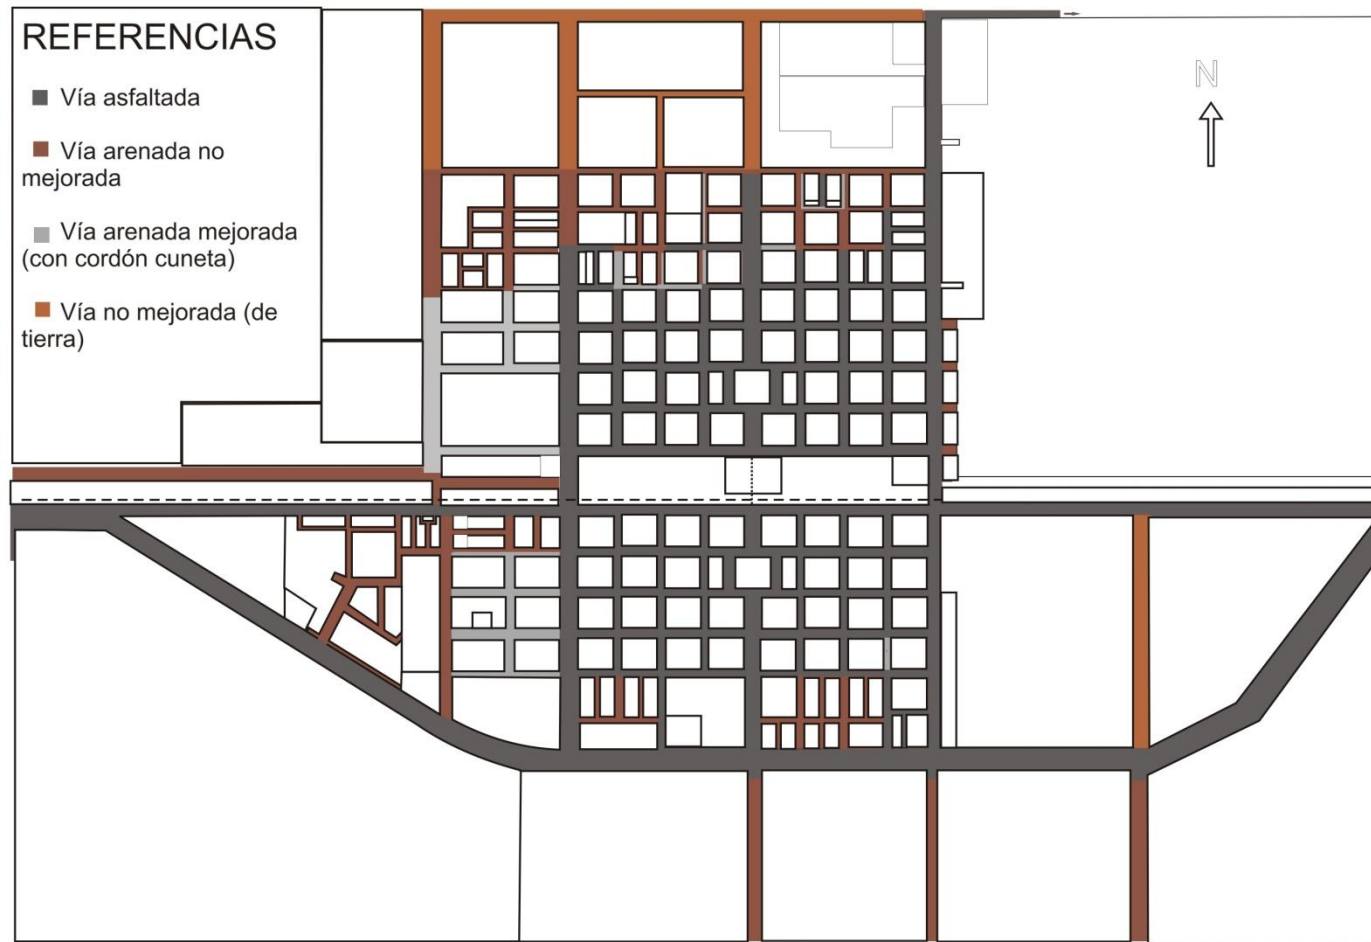 REFERENCIAS
Vía asfaltada
Vía arenada no
mejorada
Vía arenada mejorada
(con cordón cuneta)
Vía no mejorada (de
tierra)
N